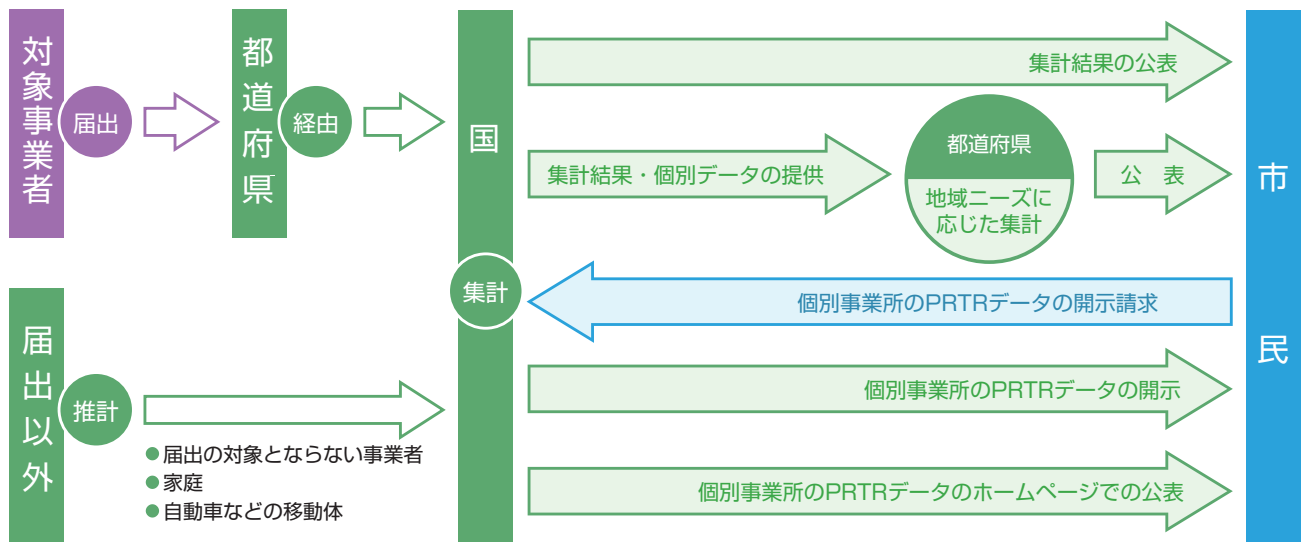 対象事業者
届出
都道府県
経由
国
集計
届出以外
推計
●届出の対象とならない事業者
●家庭
●自動車などの移動体
集計結果の公表
集計結果・個別データの提供
都道府県
地域ニーズに
応じた集計
公　表
個別事業所のPRTRデータの開示請求
個別事業所のPRTRデータの開示
個別事業所のPRTRデータのホームページでの公表
市民